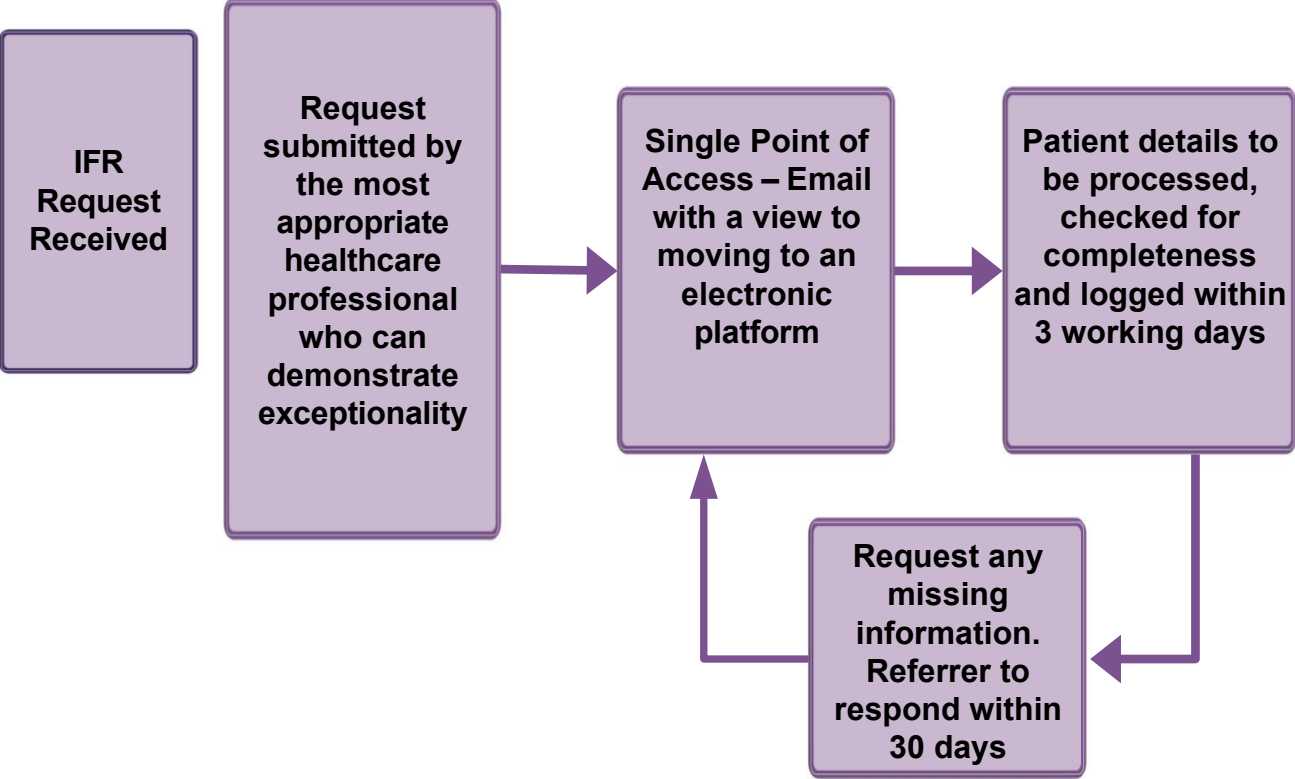 IFR
Request
Received
Request
submitted by
the most
appropriate
healthcare
professional
who can
demonstrate
exceptionality
Single Point of
Access – Email
with a view to
moving to an
electronic
platform
Patient details to
be processed,
checked for
completeness
and logged within
3 working days
Request any
missing
information.
Referrer to
respond within
30 days